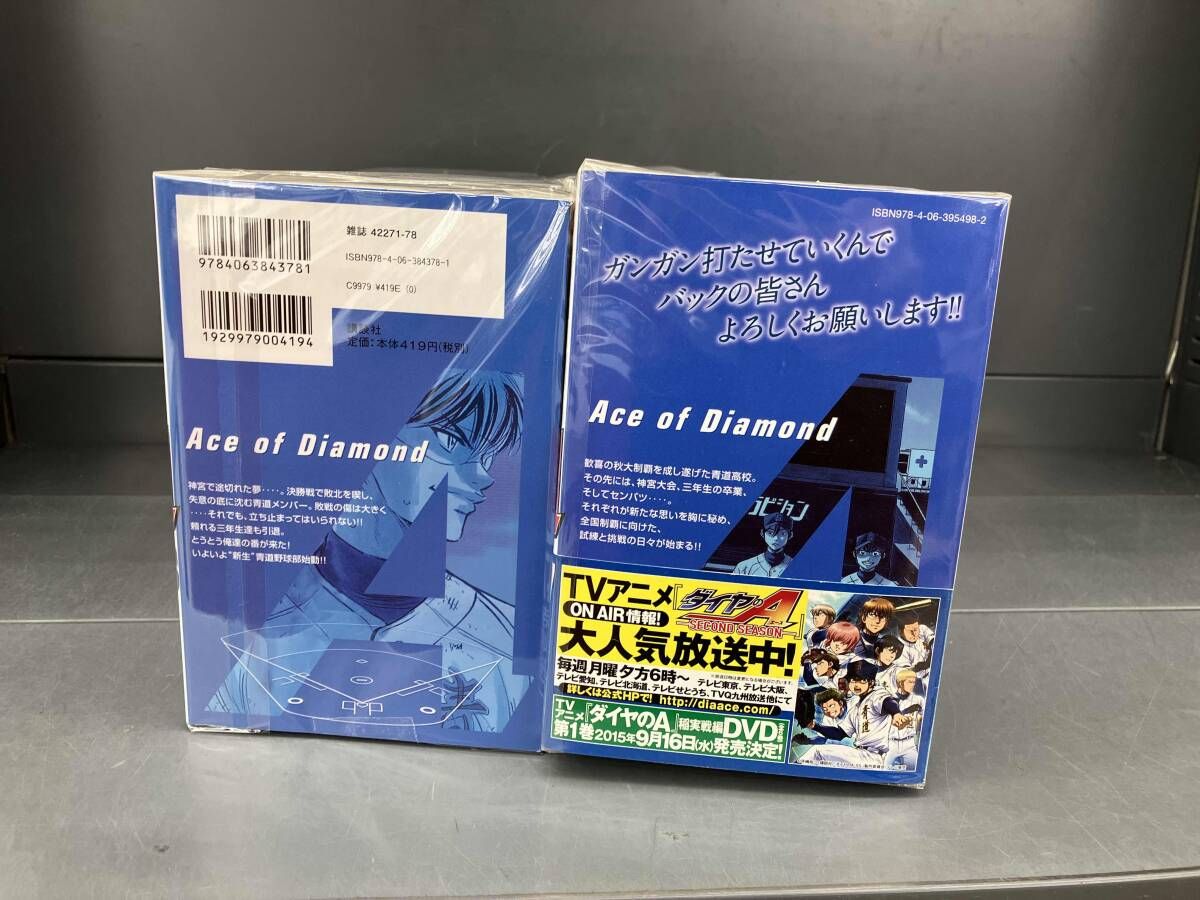 9784063843781
1929979004194
雑誌 42271-78
ISBN978-4-06-384378-1
C9979 ¥419E (0)
講談社
定価：本体419円(税別)
Ace of Diamond
神宮で途切れた夢‥‥。決勝戦で敗北を喫し、
失意の底に沈む青道メンバー。敗戦の傷は大きく
‥‥それでも、立ち止まってはいられない!!
頼れる三年生達も引退。
とうとう俺達の番が来た!
いよいよ“新生”青道野球部始動!!
ISBN978-4-06-395498-2
ガンガン打たせていくんで
バックの皆さん
よろしくお願いします!!
Ace of Diamond
歓喜の秋大制覇を成し遂げた青道高校。
その先には、神宮大会、三年生の卒業、
そしてセンバツ‥‥。
それぞれが新たな思いを胸に秘め、
全国制覇に向けた、
試練と挑戦の日々が始まる!!
ビジョン
TVアニメ『ダイヤのA
SECOND SEASON
ON AIR情報!
大人気放送中!
毎週月曜夕方6時〜 テレビ東京、テレビ大阪、
テレビ愛知、テレビ北海道、テレビせとうち、TVQ九州放送他にて
詳しくは公式HPで! http://diaace.com/
TVアニメ『ダイヤのA』稲実戦編DVD
第1巻2015年9月16日(水)発売決定!